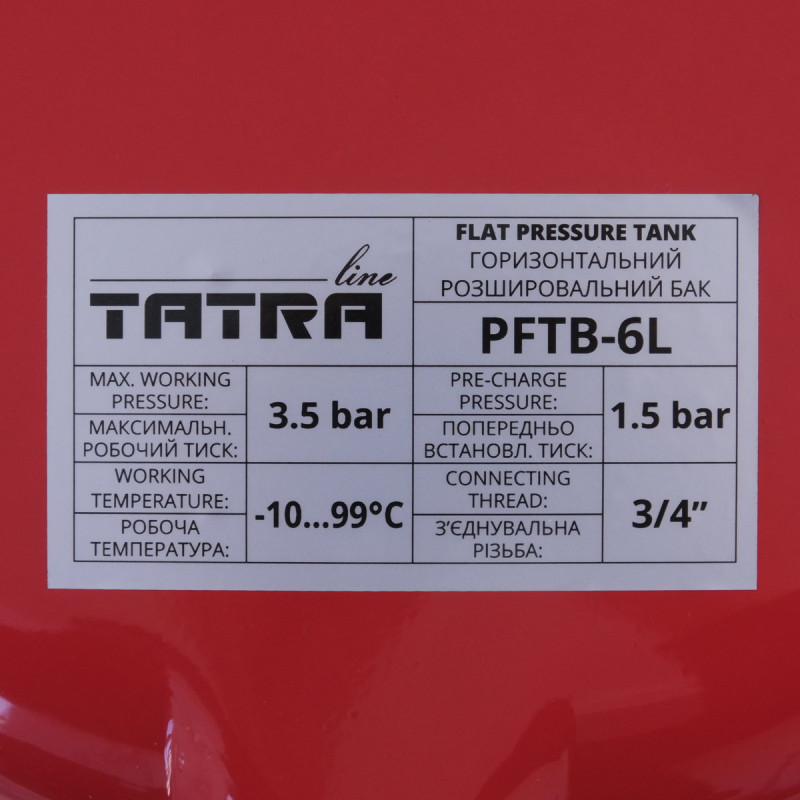 line
TATRA
FLAT PRESSURE TANK
ГОРИЗОНТАЛЬНИЙ
РОЗШИРОВАЛЬНИЙ БАК
PFTB-6L
MAX. WORKING
PRESSURE:
МАКСИМАЛЬН.
РОБОЧИЙ ТИСК:
3.5 bar
PRE-CHARGE
PRESSURE:
ПОПЕРЕДНЬО
ВСТАНОВЛ. ТИСК:
1.5 bar
WORKING
TEMPERATURE:
РОБОЧА
ТЕМПЕРАТУРА:
-10...99°C
CONNECTING
THREAD:
З’ЄДНУВАЛЬНА
РІЗЬБА:
3/4”